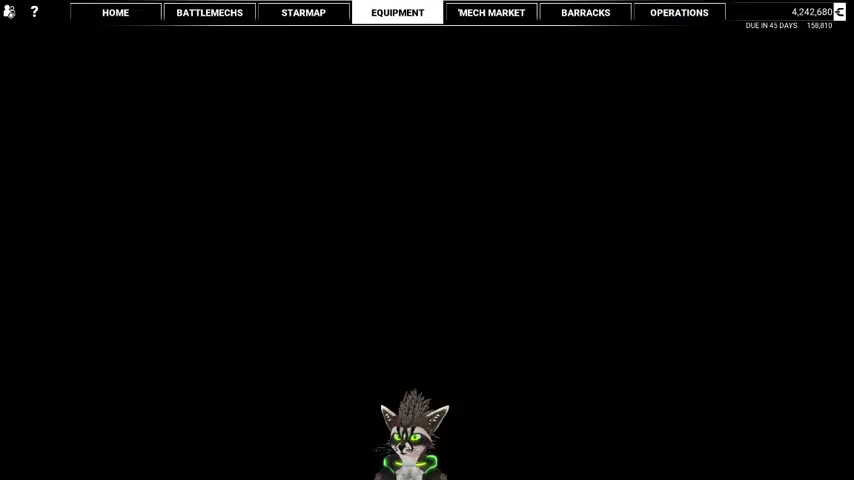 ? HOME BATTLEMECHS STARMAP EQUIPMENT 'MECH MARKET BARRACKS OPERATIONS 4,242,680
DUE IN 45 DAYS 158,810